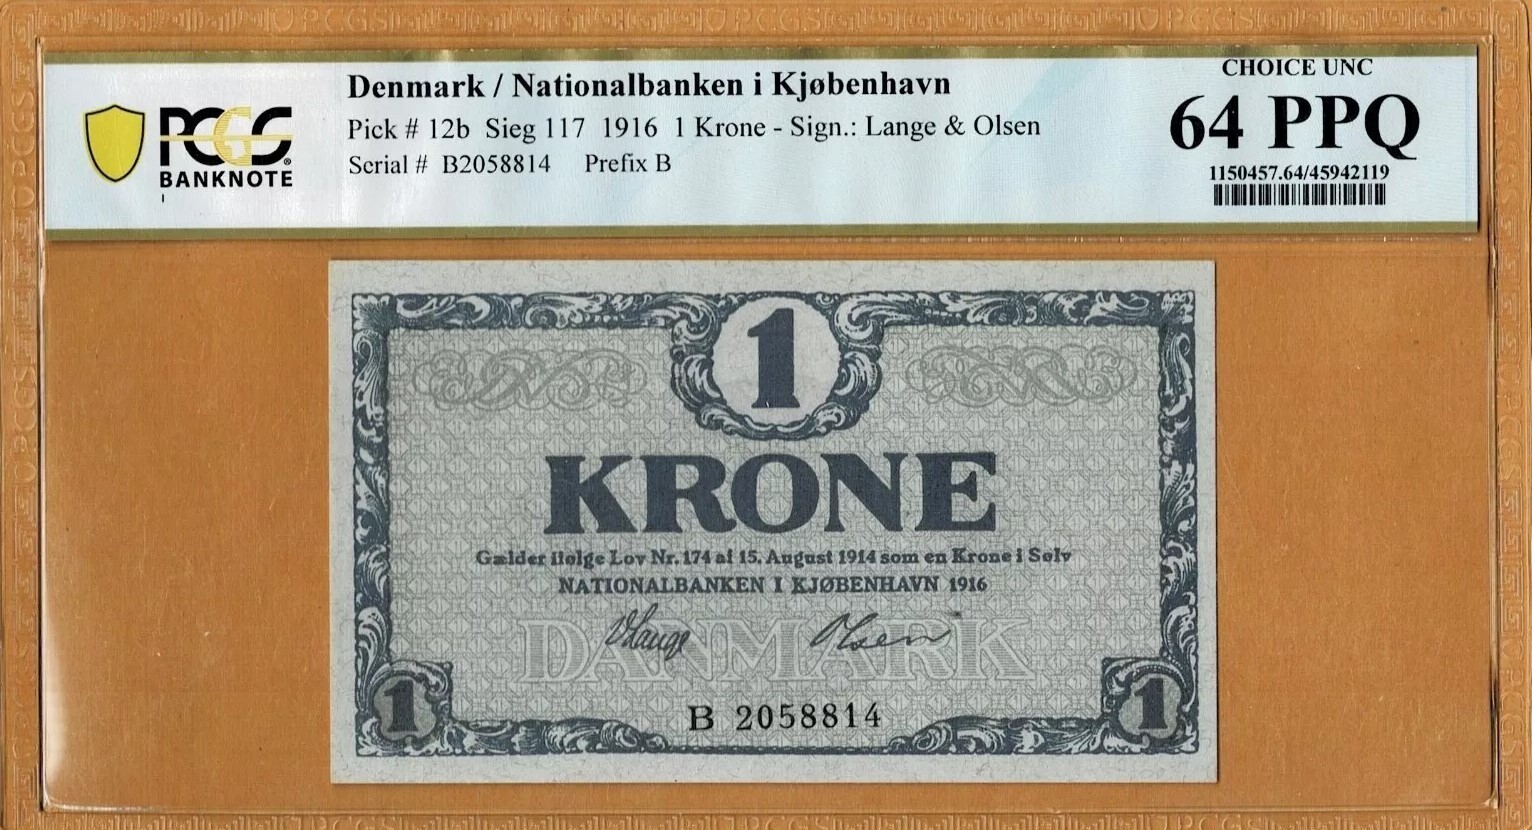 Denmark / Nationalbanken i Kjøbenhavn
Pick # 12b Sieg 117 1916 1 Krone - Sign.: Lange & Olsen
Serial # B2058814 Prefix B
PCGS
BANKNOTE
CHOICE UNC
64 PPQ
1150457.64/45942119
1
KRONE
Gælder ifølge Lov Nr. 174 af 15. August 1914 som en Krone i Sølv
NATIONALBANKEN I KJØBENHAVN 1916
DANMARK
VLange Olsen
1 B 2058814 1